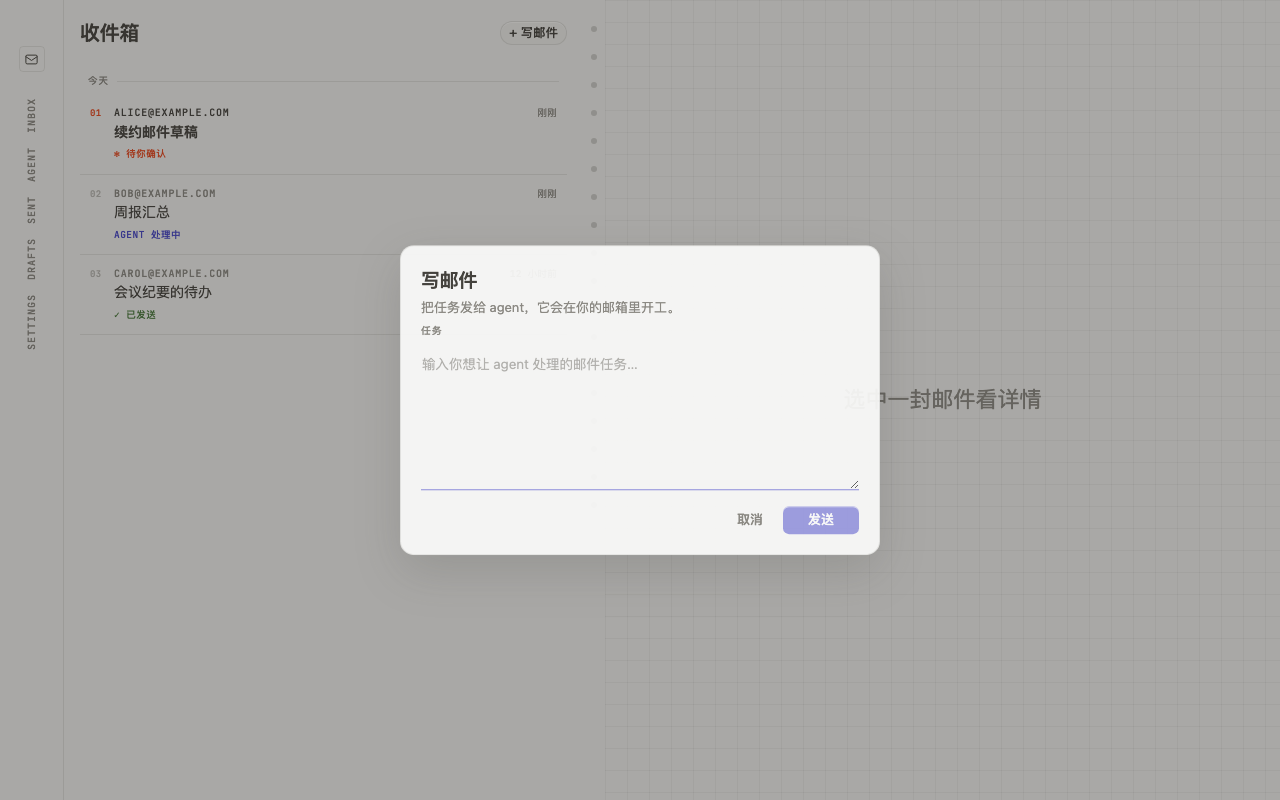 收件箱
+ 写邮件
INBOX
AGENT
SENT
DRAFTS
SETTINGS
今天
01 ALICE@EXAMPLE.COM 刚刚
续约邮件草稿
待你确认
02 BOB@EXAMPLE.COM 刚刚
周报汇总
AGENT 处理中
03 CAROL@EXAMPLE.COM
会议纪要的待办
✓ 已发送
选中一封邮件看详情
写邮件
把任务发给 agent，它会在你的邮箱里开工。
任务
输入你想让 agent 处理的邮件任务...
取消
发送